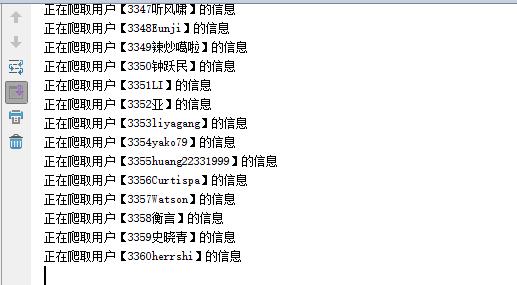 正在爬取用户【3347听风啸】的信息
正在爬取用户【3348Eunji】的信息
正在爬取用户【3349辣炒噶啦】的信息
正在爬取用户【3350钟跃民】的信息
正在爬取用户【3351LI】的信息
正在爬取用户【3352亚】的信息
正在爬取用户【3353liyagang】的信息
正在爬取用户【3354yako79】的信息
正在爬取用户【3355huang22331999】的信息
正在爬取用户【3356Curtispa】的信息
正在爬取用户【3357Watson】的信息
正在爬取用户【3358衡言】的信息
正在爬取用户【3359史晓青】的信息
正在爬取用户【3360herrshi】的信息